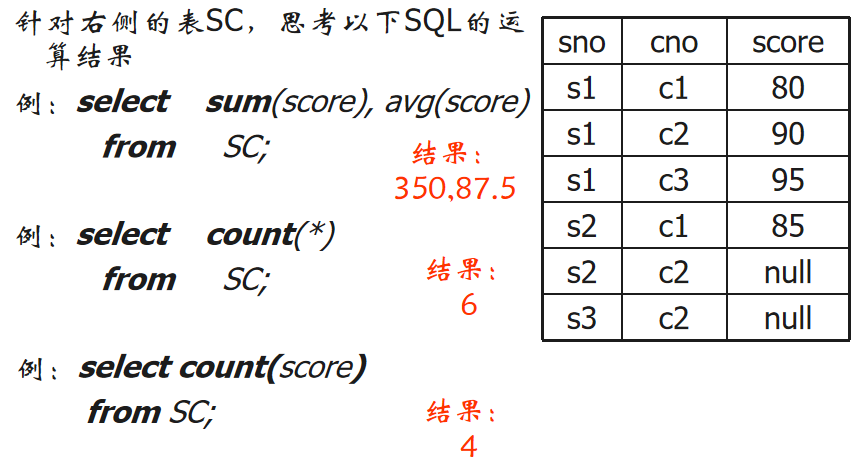 针对右侧的表SC，思考以下SQL的运
算结果
例：select sum(score), avg(score)
from SC;
结果：
350,87.5
例：select count(*)
from SC;
结果：
6
例：select count(score)
from SC;
结果：
4
sno cno score
s1 c1 80
s1 c2 90
s1 c3 95
s2 c1 85
s2 c2 null
s3 c2 null